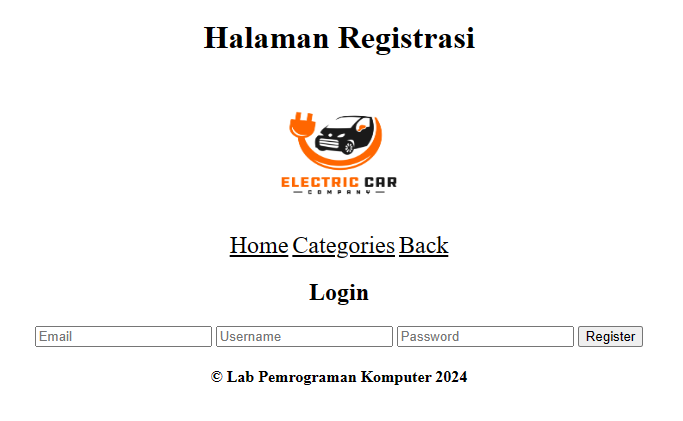 Halaman Registrasi
ELECTRIC CAR
COMPANY
Home Categories Back
Login
Email Username Password Register
© Lab Pemrograman Komputer 2024